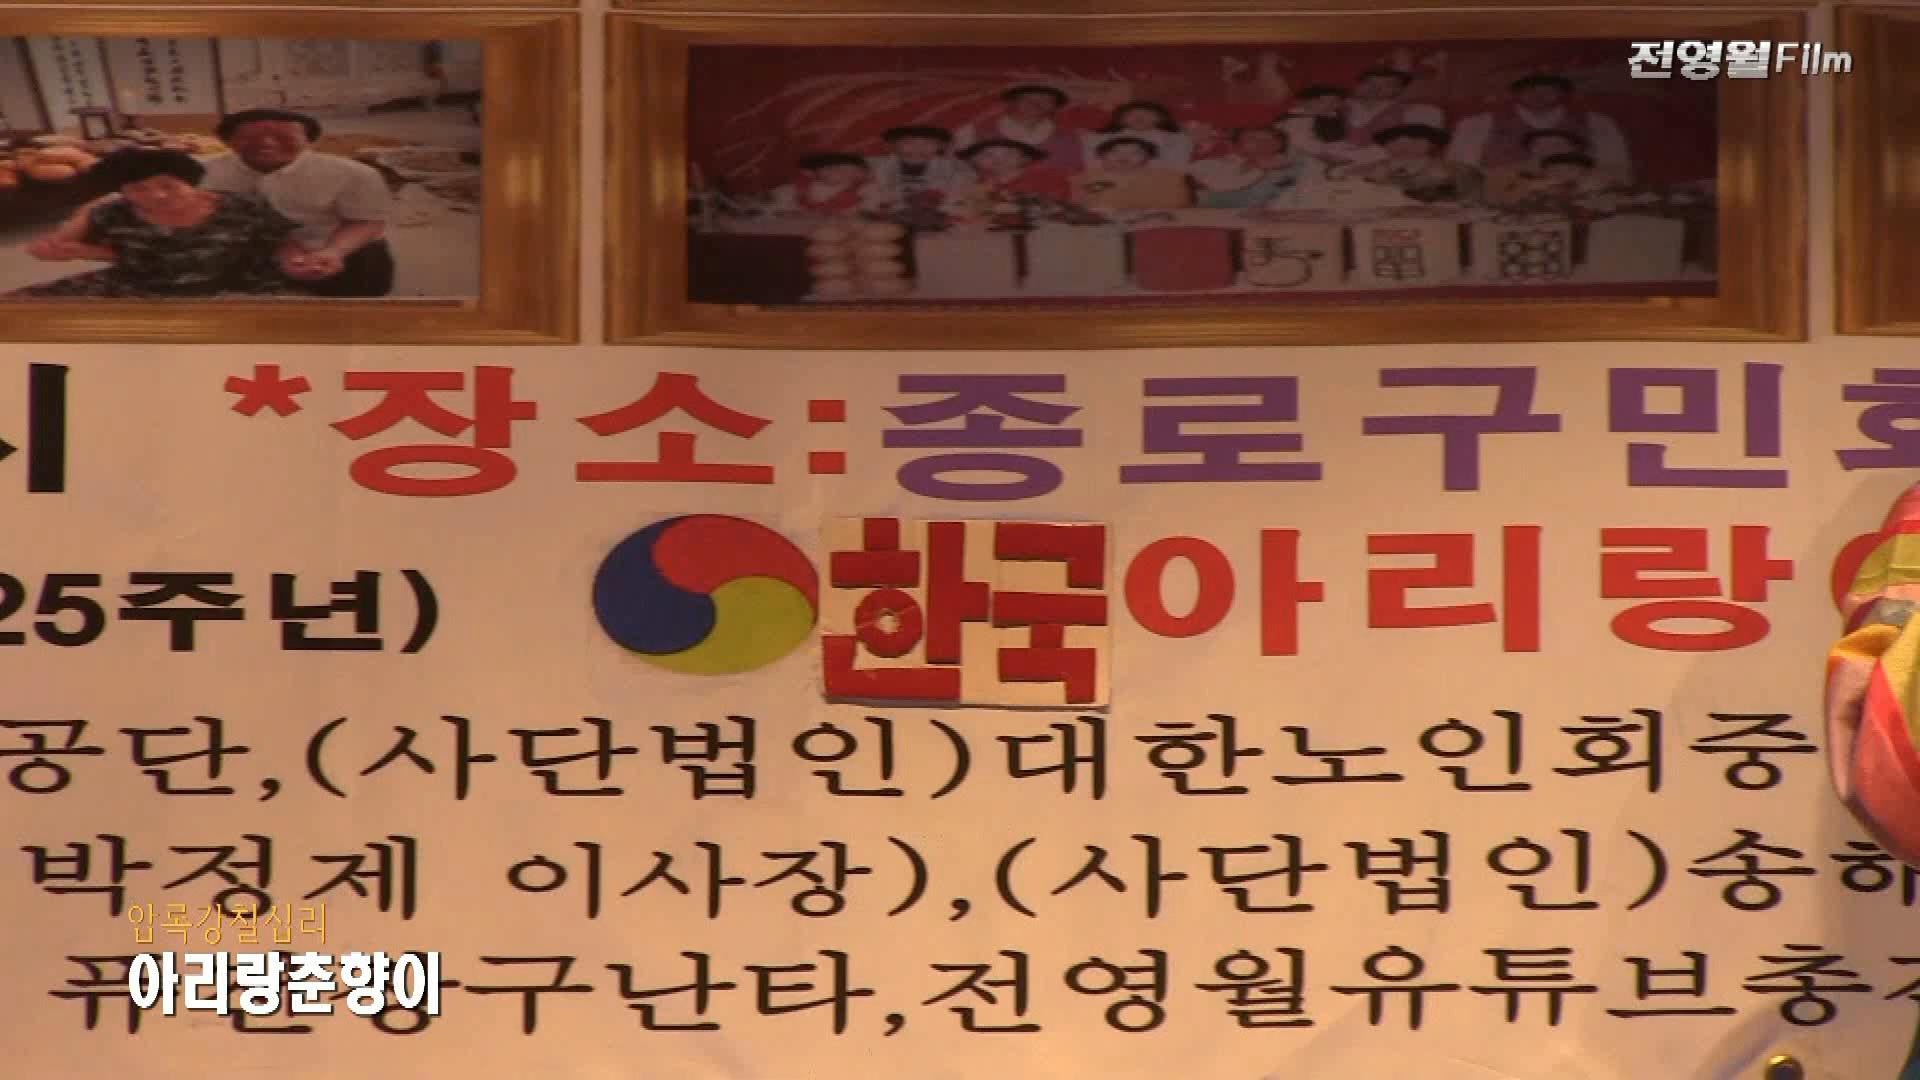 전영월Film
시 *장소:종로구민회
25주년) 한국아리랑
공단,(사단법인)대한노인회중
박정제 이사장),(사단법인)송해
압록강칠십리
아리랑춘향이
장구난타,전영월유튜브총